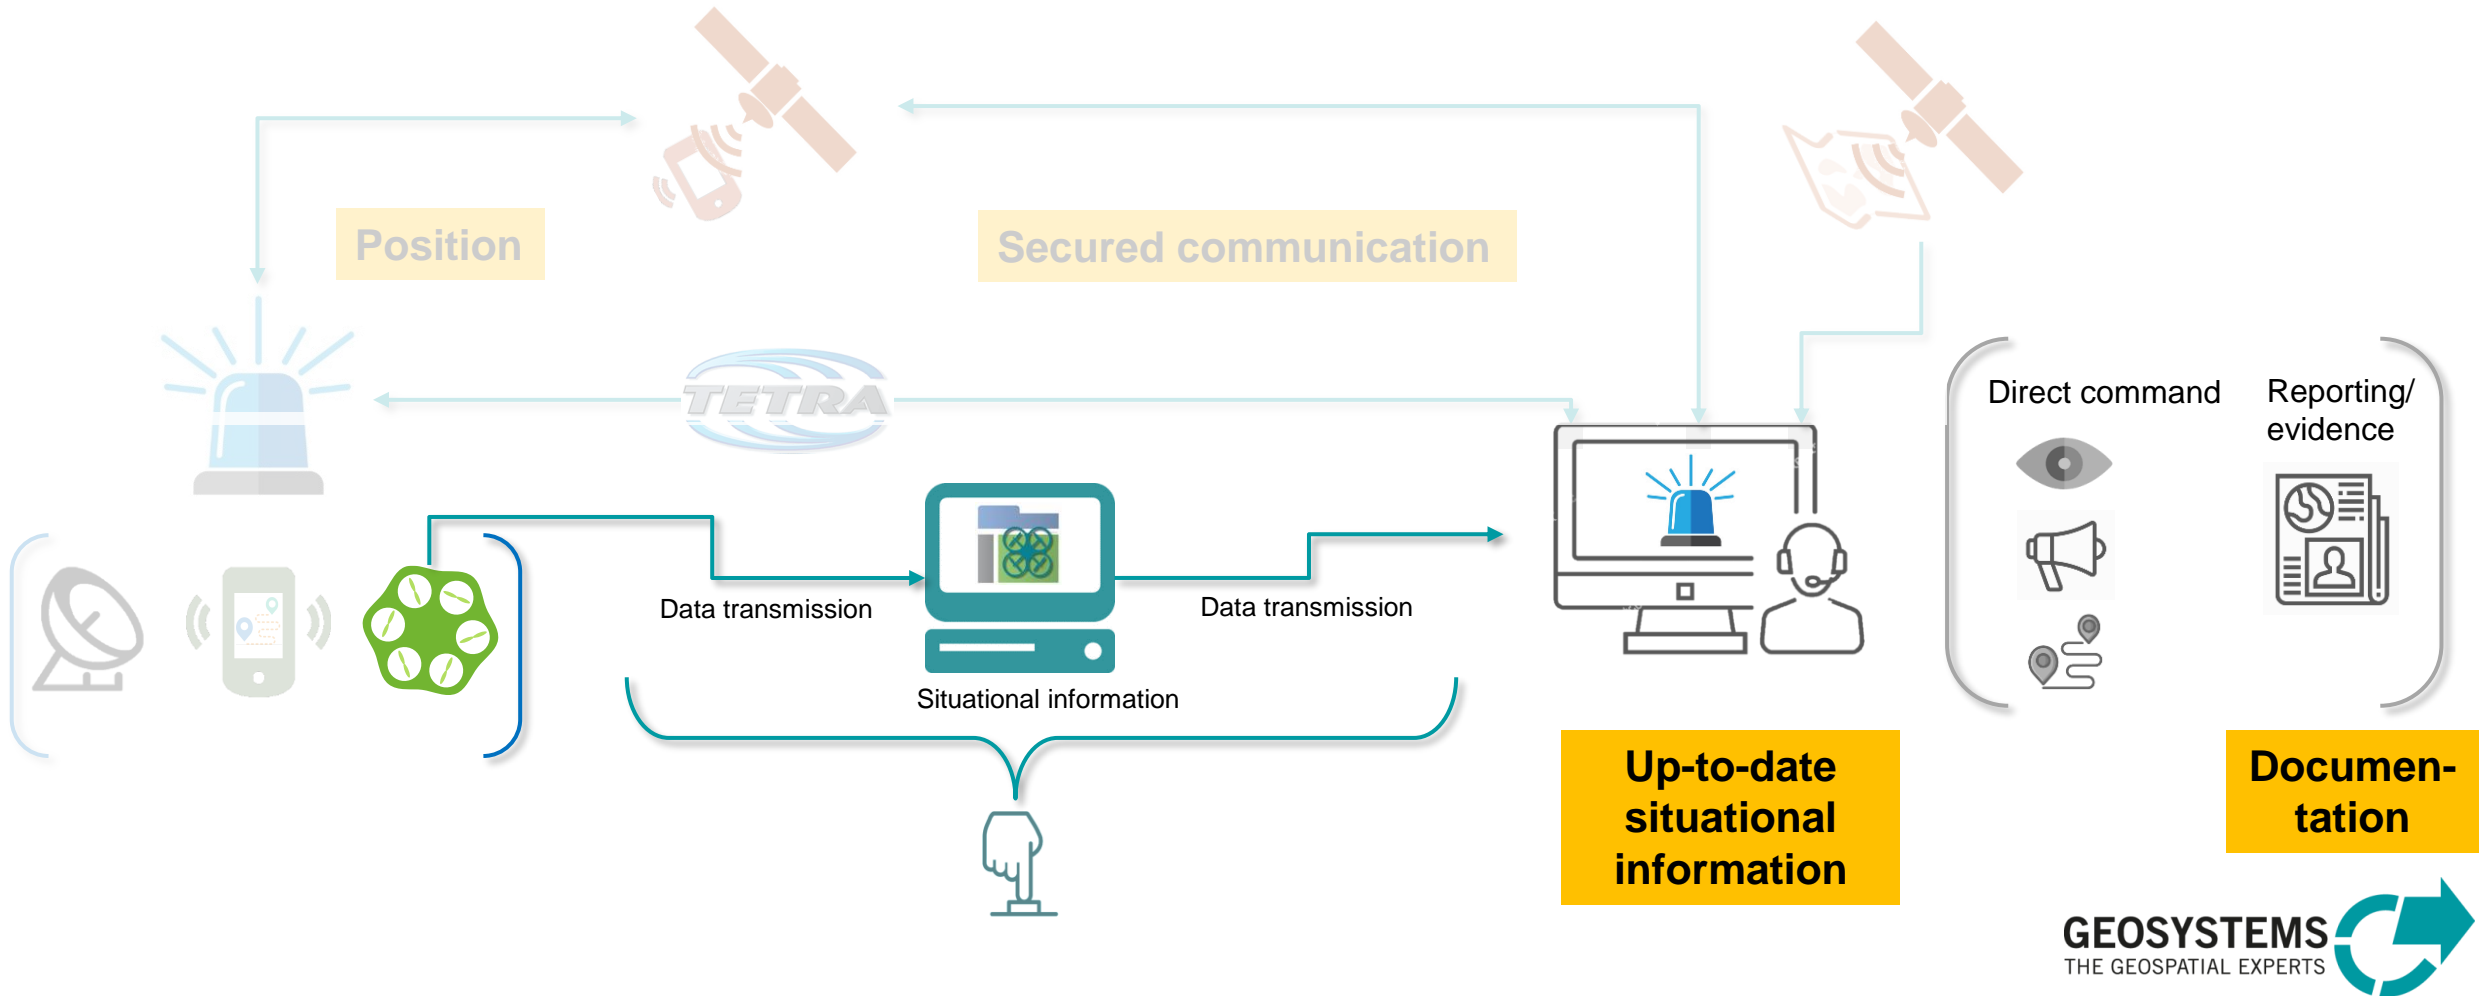 Position
Secured communication
TETRA
Direct command
Reporting/
evidence
Data transmission
Data transmission
Situational information
Up-to-date
situational
information
Documen-
tation
GEOSYSTEMS
THE GEOSPATIAL EXPERTS